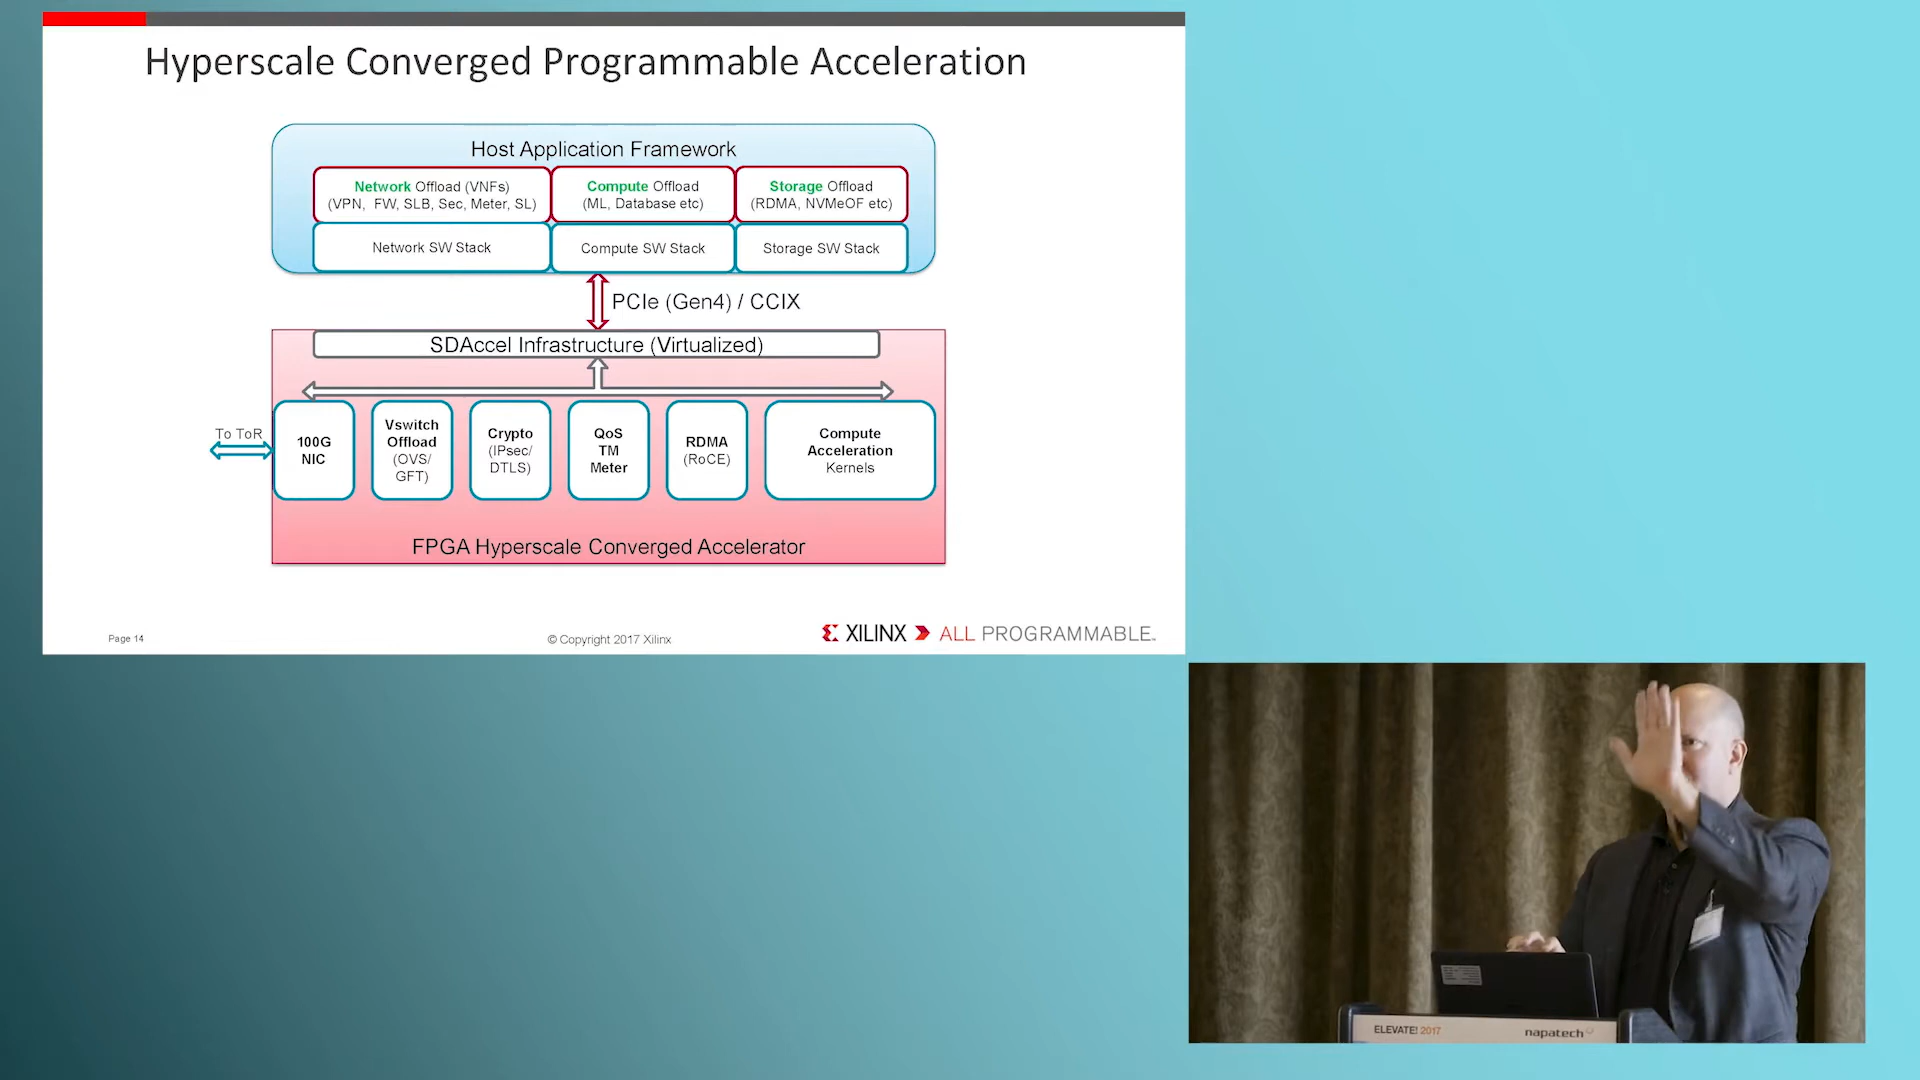 Hyperscale Converged Programmable Acceleration
Host Application Framework
Network Offload (VNFs)
(VPN, FW, SLB, Sec, Meter, SL)
Compute Offload
(ML, Database etc)
Storage Offload
(RDMA, NVMeOF etc)
Network SW Stack
Compute SW Stack
Storage SW Stack
PCIe (Gen4) / CCIX
SDAccel Infrastructure (Virtualized)
To ToR
100G
NIC
Vswitch
Offload
(OVS/
GFT)
Crypto
(IPsec/
DTLS)
QoS
TM
Meter
RDMA
(RoCE)
Compute
Acceleration
Kernels
FPGA Hyperscale Converged Accelerator
Page 14
© Copyright 2017 Xilinx
XILINX ALL PROGRAMMABLE
ELEVATE! 2017
napatech